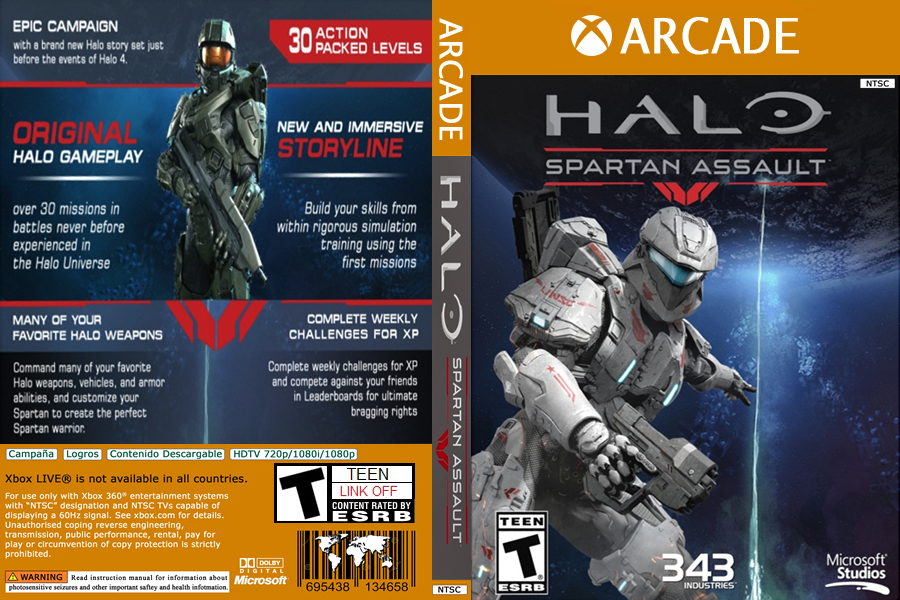 EPIC CAMPAIGN
with a brand new Halo story set just
before the events of Halo 4.
30 ACTION
PACKED LEVELS
ORIGINAL
HALO GAMEPLAY
over 30 missions in
battles never before
experienced in
the Halo Universe
NEW AND IMMERSIVE
STORYLINE
Build your skills from
within rigorous simulation
training using the
first missions
MANY OF YOUR
FAVORITE HALO WEAPONS
Command many of your favorite
Halo weapons, vehicles, and armor
abilities, and customize your
Spartan to create the perfect
Spartan warrior.
COMPLETE WEEKLY
CHALLENGES FOR XP
Complete weekly challenges for XP
and compete against your friends
in Leaderboards for ultimate
bragging rights
Campaña Logros Contenido Descargable HDTV 720p/1080i/1080p
Xbox LIVE® is not available in all countries.
For use only with Xbox 360® entertainment systems
with "NTSC" designation and NTSC TVs capable of
displaying a 60Hz signal. See xbox.com for details.
Unauthorised coping reverse engineering,
transmission, public performance, rental, pay for
play or circumvention of copy protection is strictly
prohibited.
WARNING Read instruction manual for information about
photosensitive seizures and other important saftey and health infotmation.
DOLBY
DIGITAL
Microsoft
T
TEEN
LINK OFF
CONTENT RATED BY
ESRB
695438 134658
ARCADE
HALO
SPARTAN ASSAULT
NTSC
ARCADE
NTSC
HALO
SPARTAN ASSAULT™
UNSC
TEEN
T
ESRB
343
INDUSTRIES™
Microsoft®
Studios